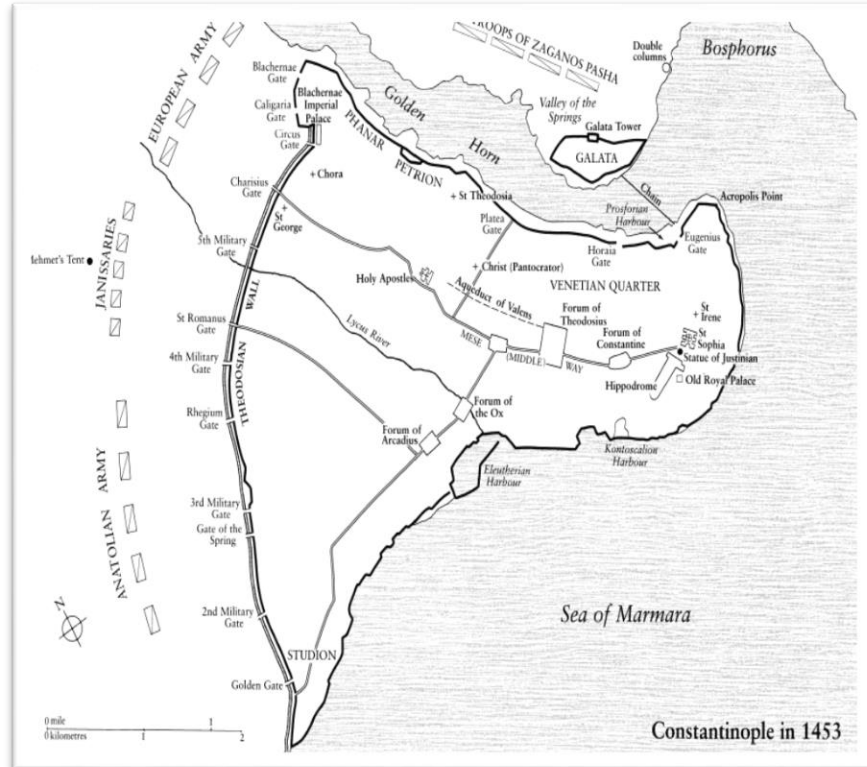 EUROPEAN ARMY
TROOPS OF ZAGANOS PASHA
Double
columns
Bosphorus
Blachernae
Gate
Blachernae
Imperial
Palace
Caligaria
Gate
Circus
Gate
Golden
Horn
PHANAR
PETRION
Valley of the
Springs
Galata Tower
GALATA
Chain
Acropolis Point
+ Chora
Charisius
Gate
+ St Theodosia
Prosforian
Harbour
Platea
Gate
Horaia
Gate
Eugenius
Gate
+
St
George
5th Military
Gate
JANISSARIES
Mehmet's Tent
Holy Apostles
+ Christ (Pantocrator)
Aqueduct of Valens
VENETIAN QUARTER
St
+ Irene
St
Sophia
Statue of Justinian
Old Royal Palace
Hippodrome
Forum of
Theodosius
Forum of
Constantine
MESE
(MIDDLE)
WAY
St Romanus
Gate
Lycus River
4th Military
Gate
THEODOSIAN
WALL
Rhegium
Gate
Forum of
the Ox
Forum of
Arcadius
Kontoscalion
Harbour
Eleutherian
Harbour
ANATOLIAN ARMY
3rd Military
Gate
Gate of the
Spring
2nd Military
Gate
N
STUDION
Golden Gate
Sea of Marmara
0 mile 1
0 kilometres 1 2
Constantinople in 1453